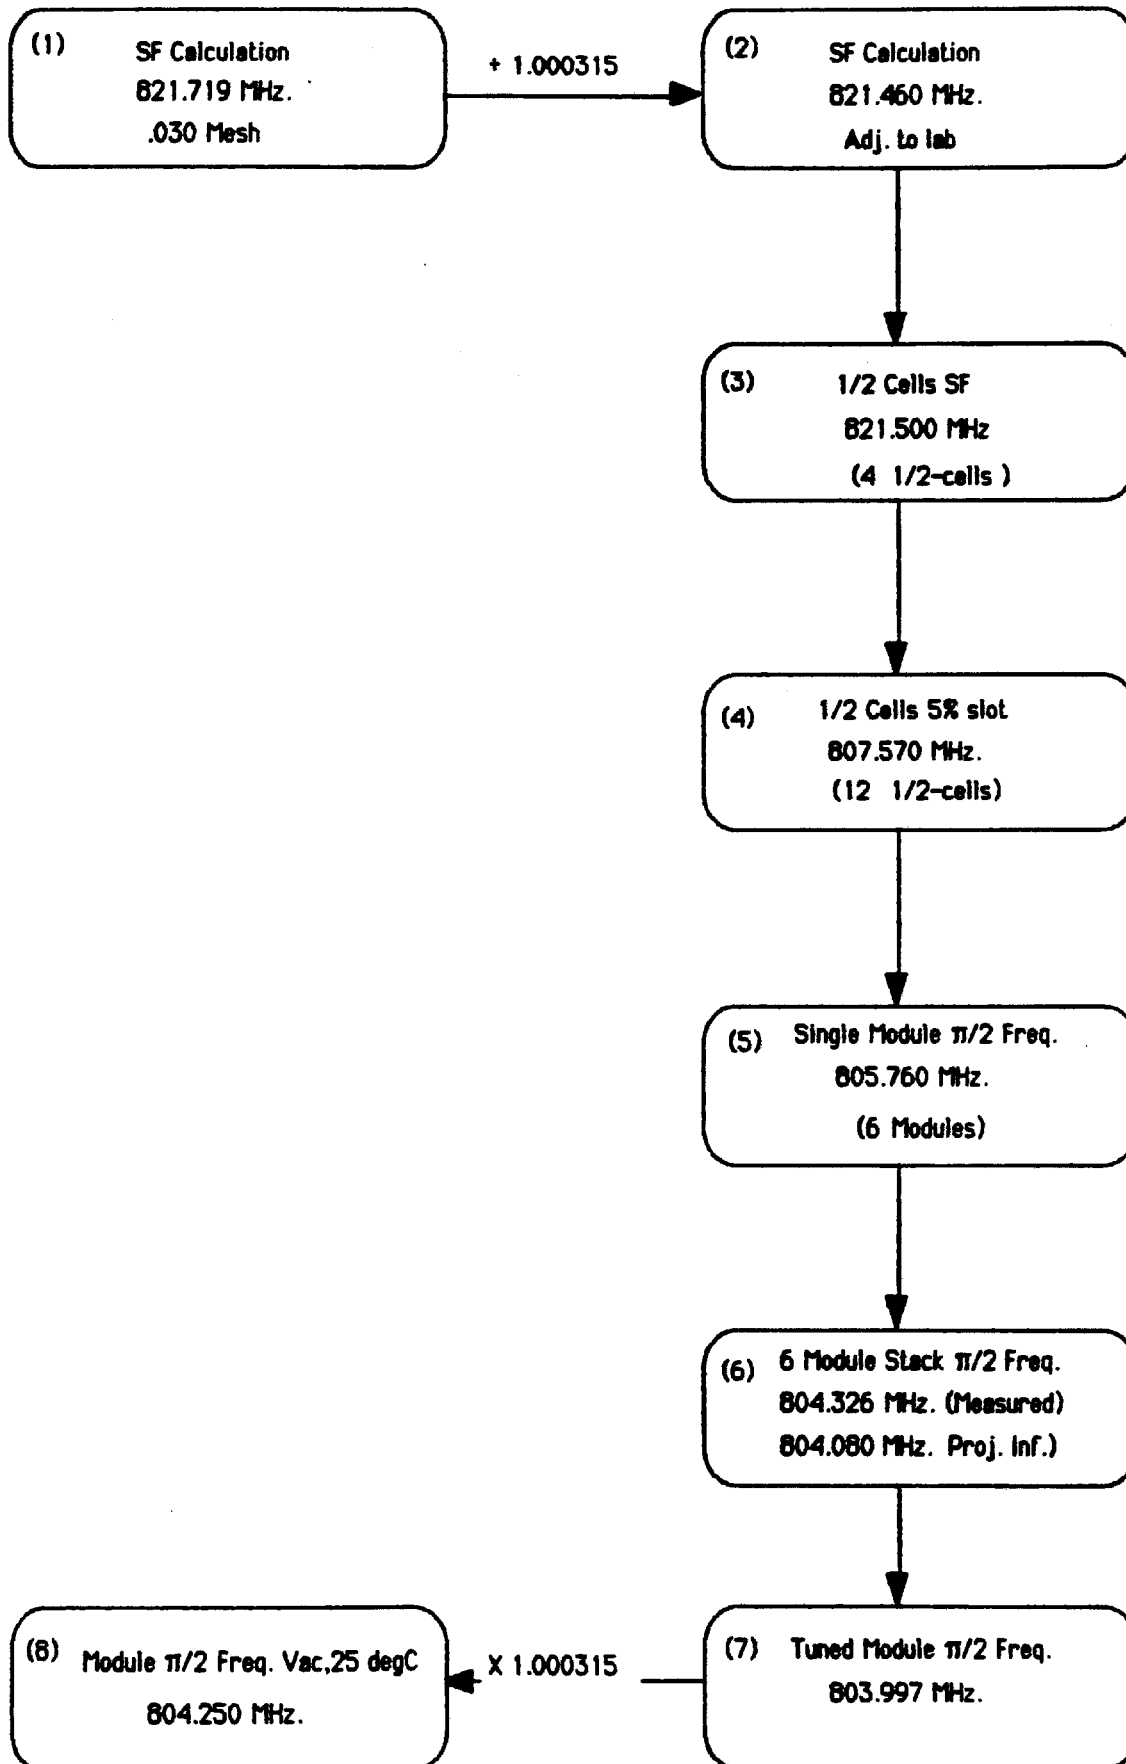 (1)
SF Calculation
821.719 MHz.
.030 Mesh
÷ 1.000315
(2)
SF Calculation
821.460 MHz.
Adj. to lab
(3)
1/2 Cells SF
821.500 MHz
(4 1/2-cells )
(4)
1/2 Cells 5% slot
807.570 MHz.
(12 1/2-cells)
(5)
Single Module π/2 Freq.
805.760 MHz.
(6 Modules)
(6)
6 Module Stack π/2 Freq.
804.326 MHz. (Measured)
804.080 MHz. Proj. Inf.)
(7)
Tuned Module π/2 Freq.
803.997 MHz.
X 1.000315
(8)
Module π/2 Freq. Vac,25 degC
804.250 MHz.